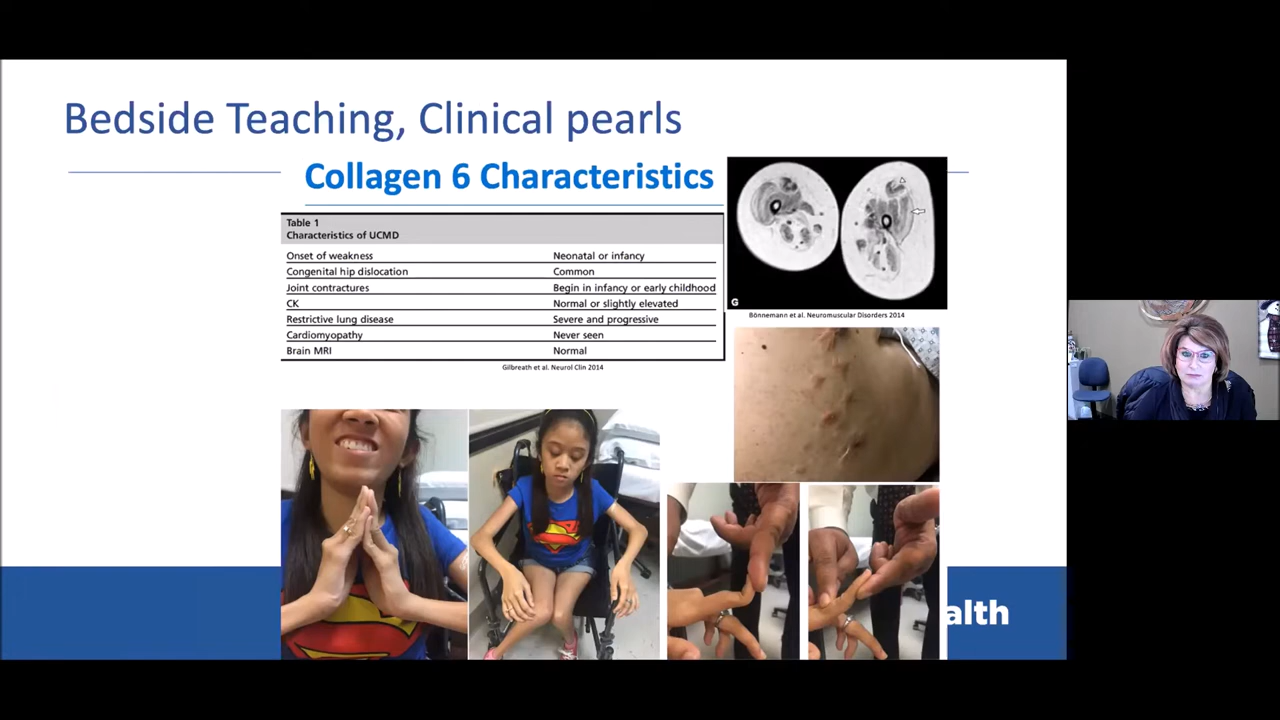 Bedside Teaching, Clinical pearls
Collagen 6 Characteristics
Table 1
Characteristics of UCMD
Onset of weakness Neonatal or infancy
Congenital hip dislocation Common
Joint contractures Begin in infancy or early childhood
CK Normal or slightly elevated
Restrictive lung disease Severe and progressive
Cardiomyopathy Never seen
Brain MRI Normal
Gilbreath et al. Neurol Clin 2014
G
Bönnemann et al. Neuromuscular Disorders 2014
alth